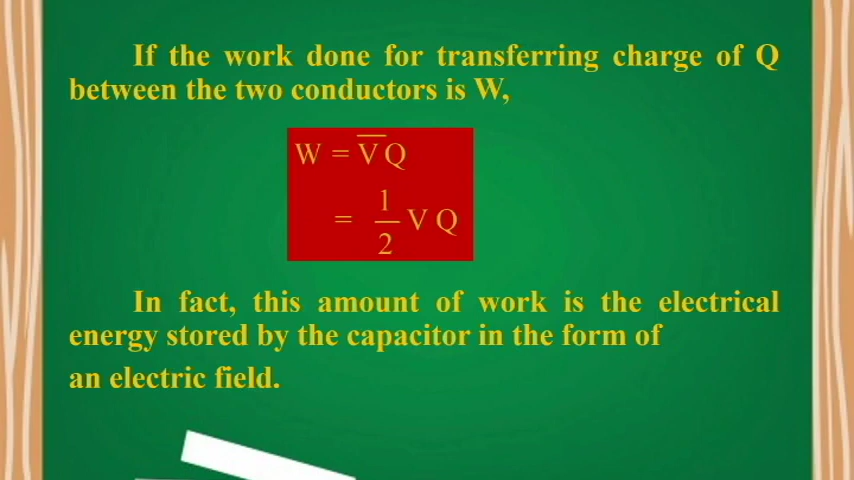 If the work done for transferring charge of Q
between the two conductors is W,
W = V̅ Q
= 1/2 V Q
In fact, this amount of work is the electrical
energy stored by the capacitor in the form of
an electric field.